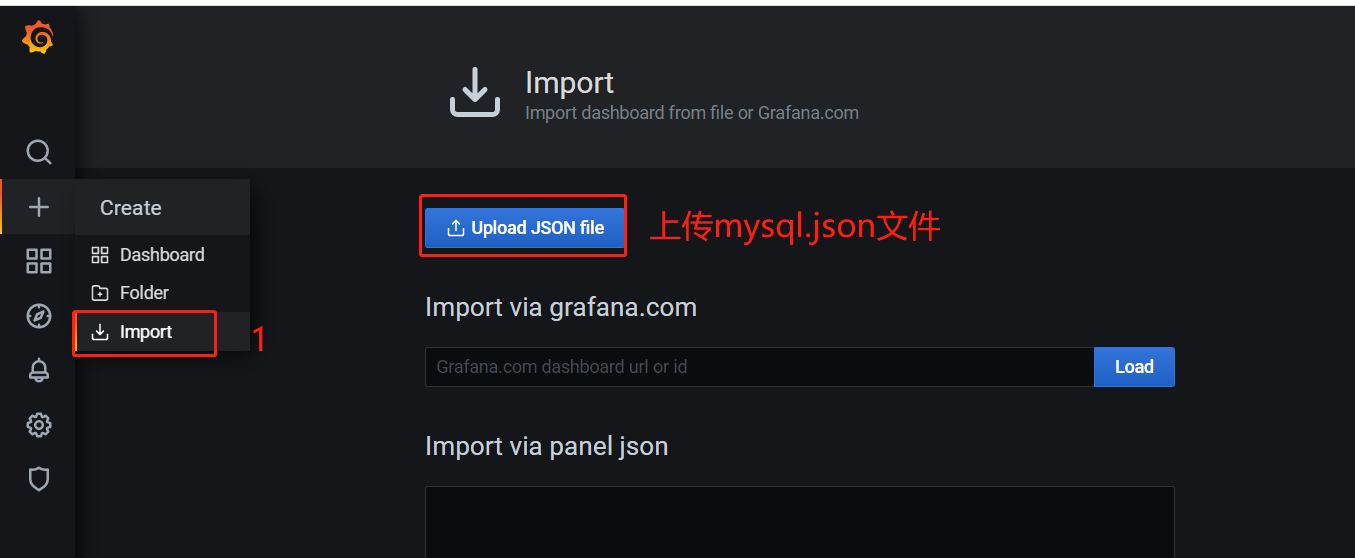 Import
Import dashboard from file or Grafana.com
Create
Dashboard
Folder
Import
1
Upload JSON file
上传mysql.json文件
Import via grafana.com
Grafana.com dashboard url or id
Load
Import via panel json